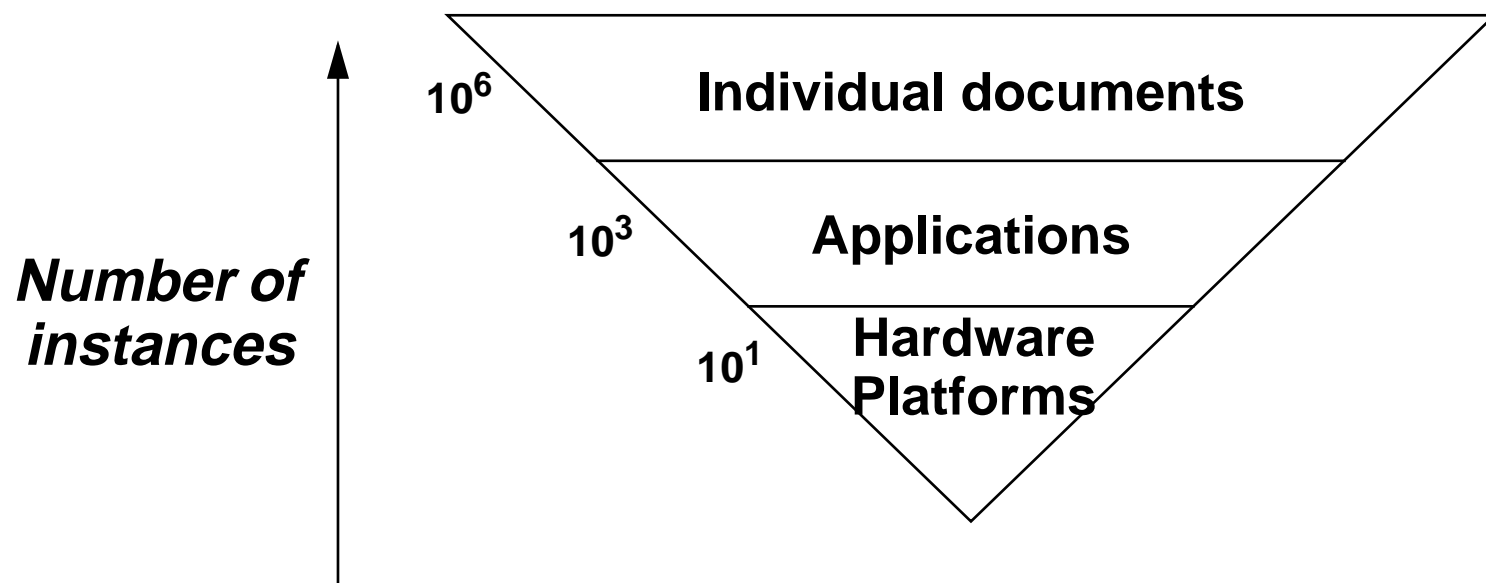 10⁶
Individual documents
10³
Applications
Number of
instances
10¹
Hardware
Platforms